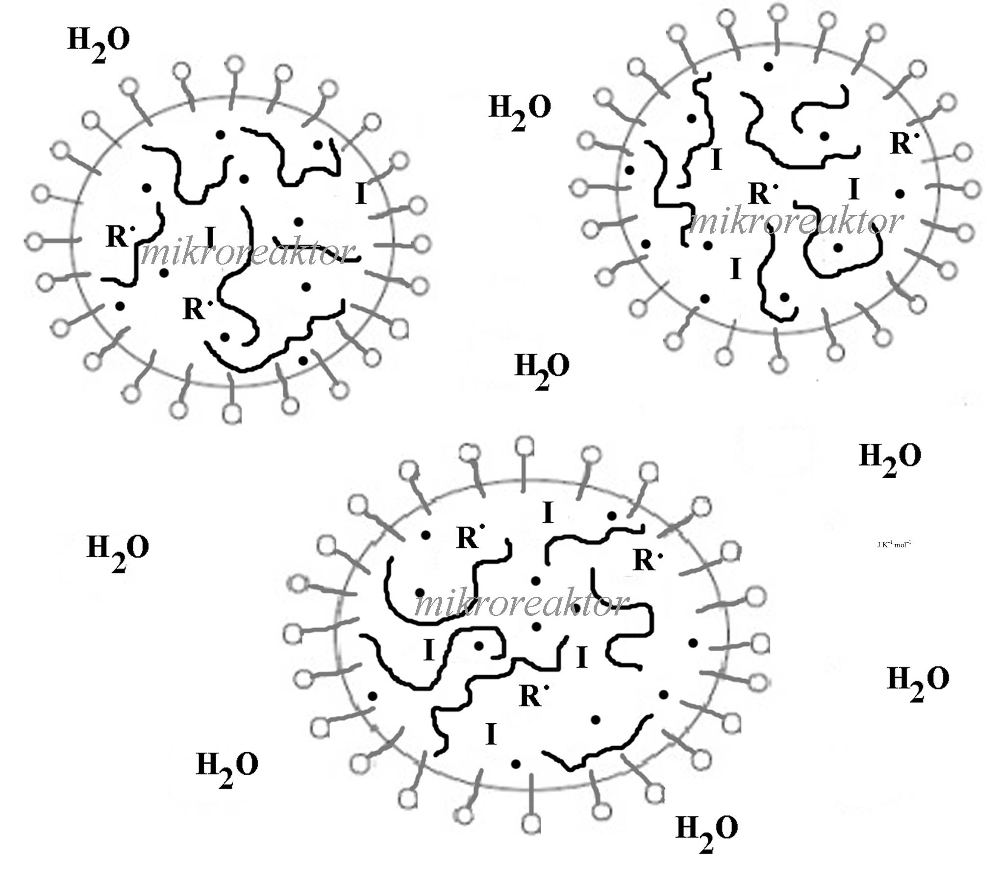 H₂O
H₂O
I
R•
I
mikroreaktor
R•
R•
I
R•
I
mikroreaktor
I
H₂O
H₂O
I
R•
R•
mikroreaktor
I
I
R•
I
H₂O
J K⁻¹ mol⁻¹
H₂O
H₂O
H₂O